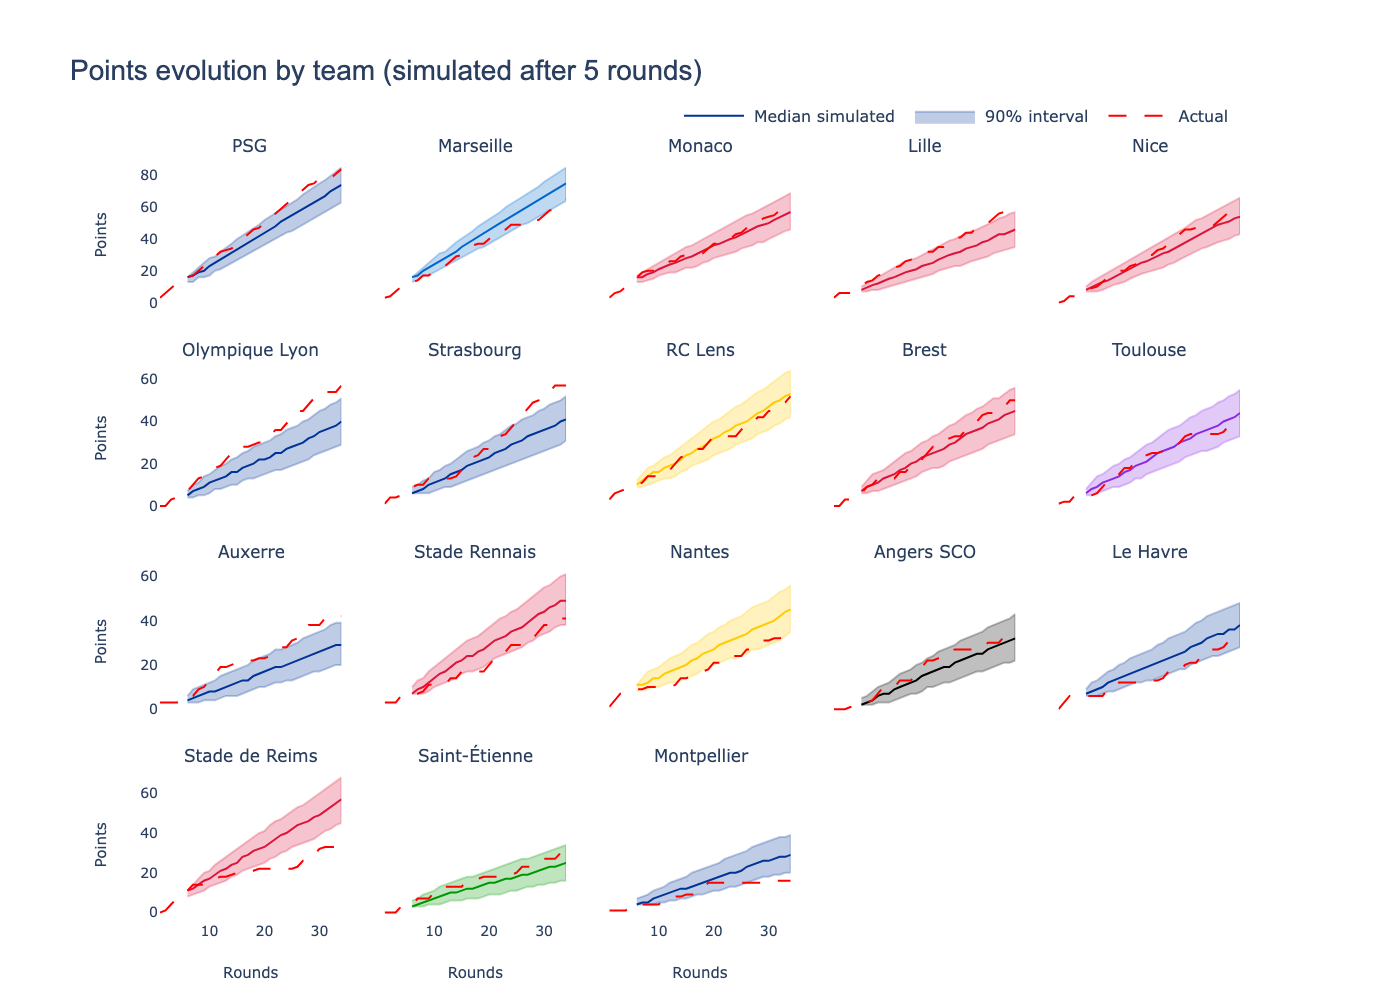 Points evolution by team (simulated after 5 rounds)
Median simulated 90% interval Actual
PSG Marseille Monaco Lille Nice
80
60
40
20
0
Points
Olympique Lyon Strasbourg RC Lens Brest Toulouse
60
40
20
0
Points
Auxerre Stade Rennais Nantes Angers SCO Le Havre
60
40
20
0
Points
Stade de Reims Saint-Étienne Montpellier
60
40
20
0
Points
10 20 30 10 20 30 10 20 30
Rounds Rounds Rounds